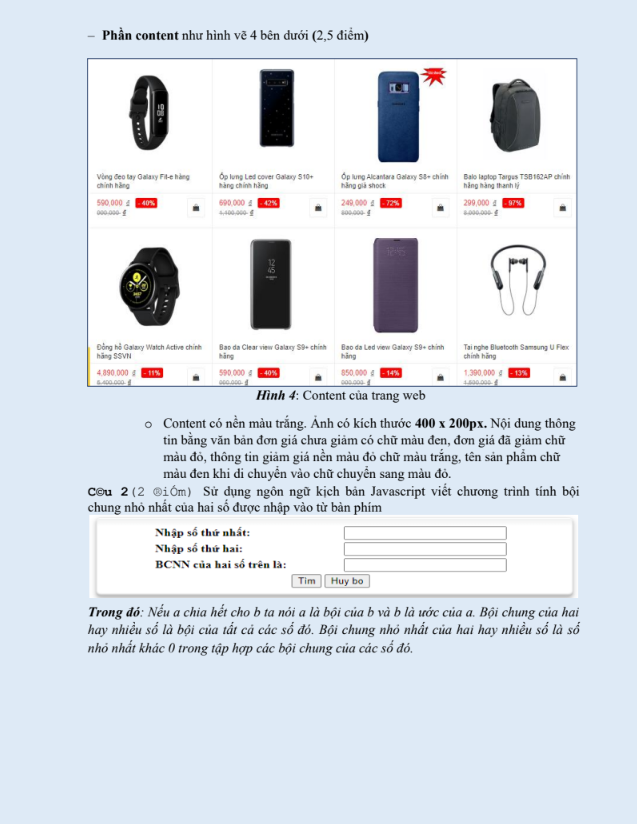 – Phần content như hình vẽ 4 bên dưới (2,5 điểm)
Vòng đeo tay Galaxy Fit-e hàng
chính hãng
590,000 ₫ - 40%
990,000 ₫
Ốp lưng Led cover Galaxy S10+
hàng chính hãng
690,000 ₫ - 42%
1,190,000 ₫
Ốp lưng Alcantara Galaxy S8+ chính
hãng giá shock
249,000 ₫ - 72%
890,000 ₫
Balo laptop Targus TSB162AP chính
hãng hàng thanh lý
299,000 ₫ - 97%
Đồng hồ Galaxy Watch Active chính
hãng SSVN
4.890,000 ₫ - 11%
5,490,000 ₫
Bao da Clear view Galaxy S9+ chính
hãng
590,000 ₫ - 40%
990,000 ₫
Bao da Led view Galaxy S9+ chính
hãng
850,000 ₫ - 14%
990,000 ₫
Tai nghe Bluetooth Samsung U Flex
chính hãng
1,390,000 ₫ - 13%
Hình 4: Content của trang web
o Content có nền màu trắng. Ảnh có kích thước 400 x 200px. Nội dung thông
tin bằng văn bản đơn giá chưa giảm có chữ màu đen, đơn giá đã giảm chữ
màu đỏ, thông tin giảm giá nền màu đỏ chữ màu trắng, tên sản phẩm chữ
màu đen khi di chuyển vào chữ chuyển sang màu đỏ.
C©u 2(2 ®iÓm) Sử dụng ngôn ngữ kịch bản Javascript viết chương trình tính bội
chung nhỏ nhất của hai số được nhập vào từ bàn phím
Nhập số thứ nhất:
Nhập số thứ hai:
BCNN của hai số trên là:
Tim Huy bo
Trong đó: Nếu a chia hết cho b ta nói a là bội của b và b là ước của a. Bội chung của hai
hay nhiều số là bội của tất cả các số đó. Bội chung nhỏ nhất của hai hay nhiều số là số
nhỏ nhất khác 0 trong tập hợp các bội chung của các số đó.